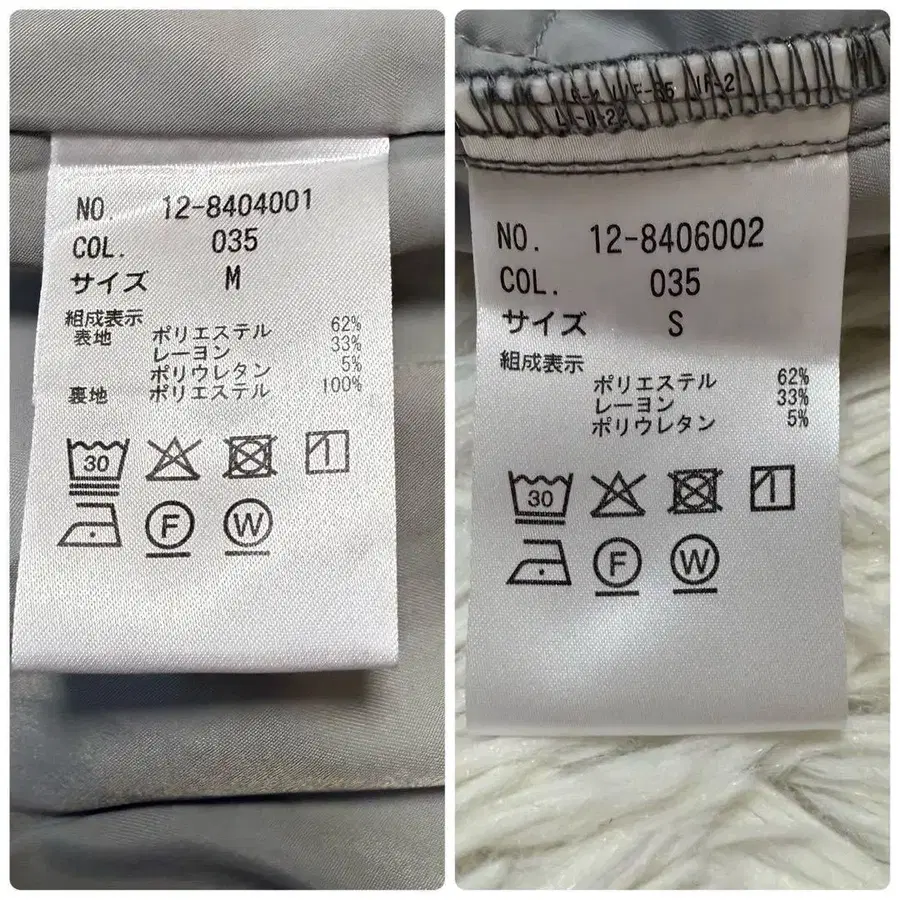 NO. 12-8404001
COL. 035
サイズ M
組成表示
表地 ポリエステル 62%
レーヨン 33%
ポリウレタン 5%
裏地 ポリエステル 100%
30
F W
NO. 12-8406002
COL. 035
サイズ S
組成表示
ポリエステル 62%
レーヨン 33%
ポリウレタン 5%
30
F W